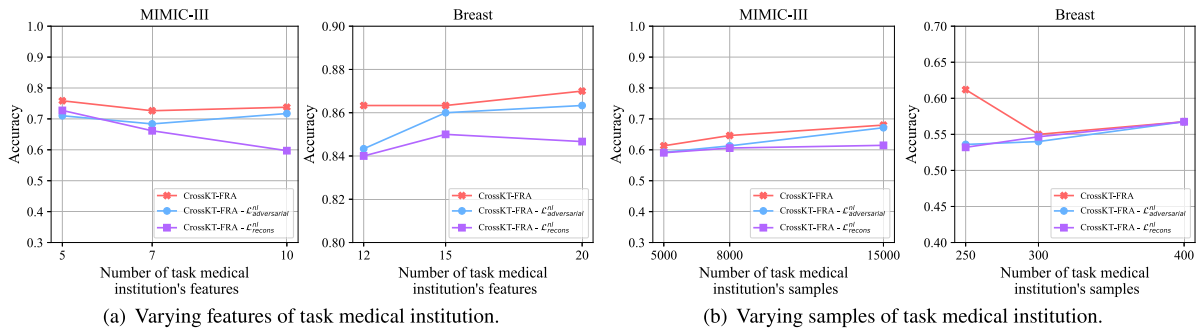 MIMIC-III
Accuracy
1.0
0.9
0.8
0.7
0.6
0.5
0.4
0.3
CrossKT-FRA
CrossKT-FRA - ℒ^{nl}_{adversarial}
CrossKT-FRA - ℒ^{nl}_{recons}
5 7 10
Number of task medical
institution's features
Breast
Accuracy
0.90
0.88
0.86
0.84
0.82
0.80
CrossKT-FRA
CrossKT-FRA - ℒ^{nl}_{adversarial}
CrossKT-FRA - ℒ^{nl}_{recons}
12 15 20
Number of task medical
institution's features
(a) Varying features of task medical institution.
MIMIC-III
Accuracy
1.0
0.9
0.8
0.7
0.6
0.5
0.4
0.3
CrossKT-FRA
CrossKT-FRA - ℒ^{nl}_{adversarial}
CrossKT-FRA - ℒ^{nl}_{recons}
5000 8000 15000
Number of task medical
institution's samples
Breast
Accuracy
0.70
0.65
0.60
0.55
0.50
0.45
0.40
CrossKT-FRA
CrossKT-FRA - ℒ^{nl}_{adversarial}
CrossKT-FRA - ℒ^{nl}_{recons}
250 300 400
Number of task medical
institution's samples
(b) Varying samples of task medical institution.